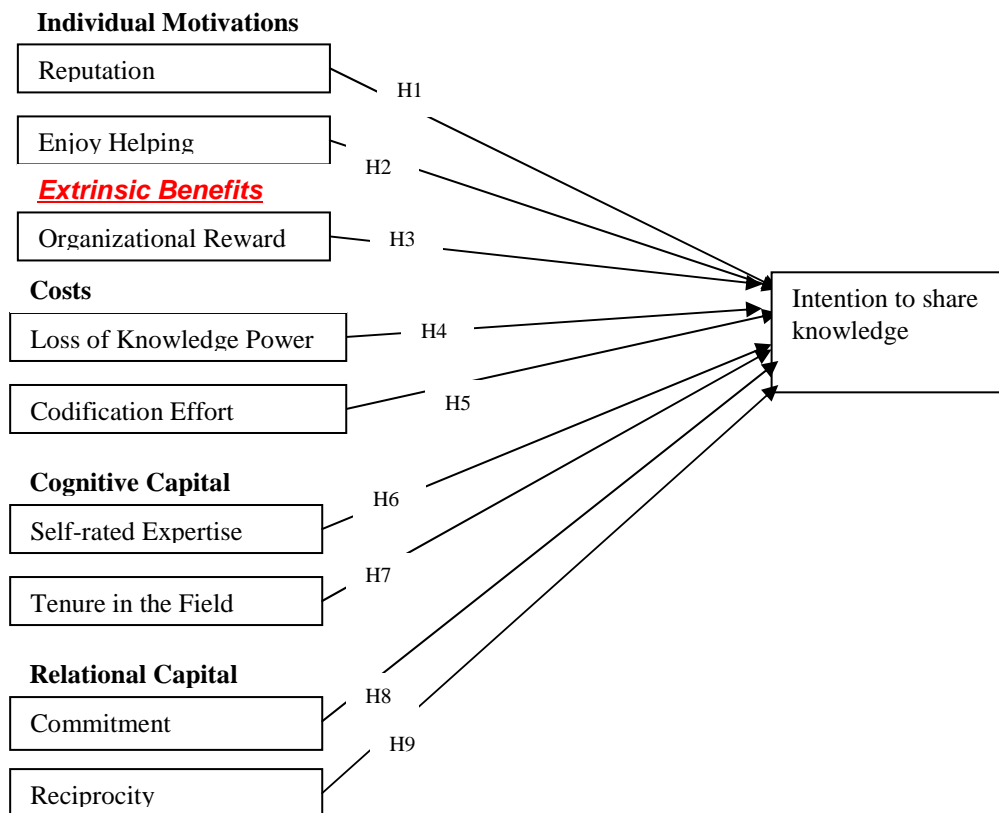 Individual Motivations
Reputation
H1
Enjoy Helping
H2
Extrinsic Benefits
Organizational Reward
H3
Costs
Loss of Knowledge Power
H4
Codification Effort
H5
Intention to share
knowledge
Cognitive Capital
Self-rated Expertise
H6
Tenure in the Field
H7
Relational Capital
Commitment
H8
Reciprocity
H9